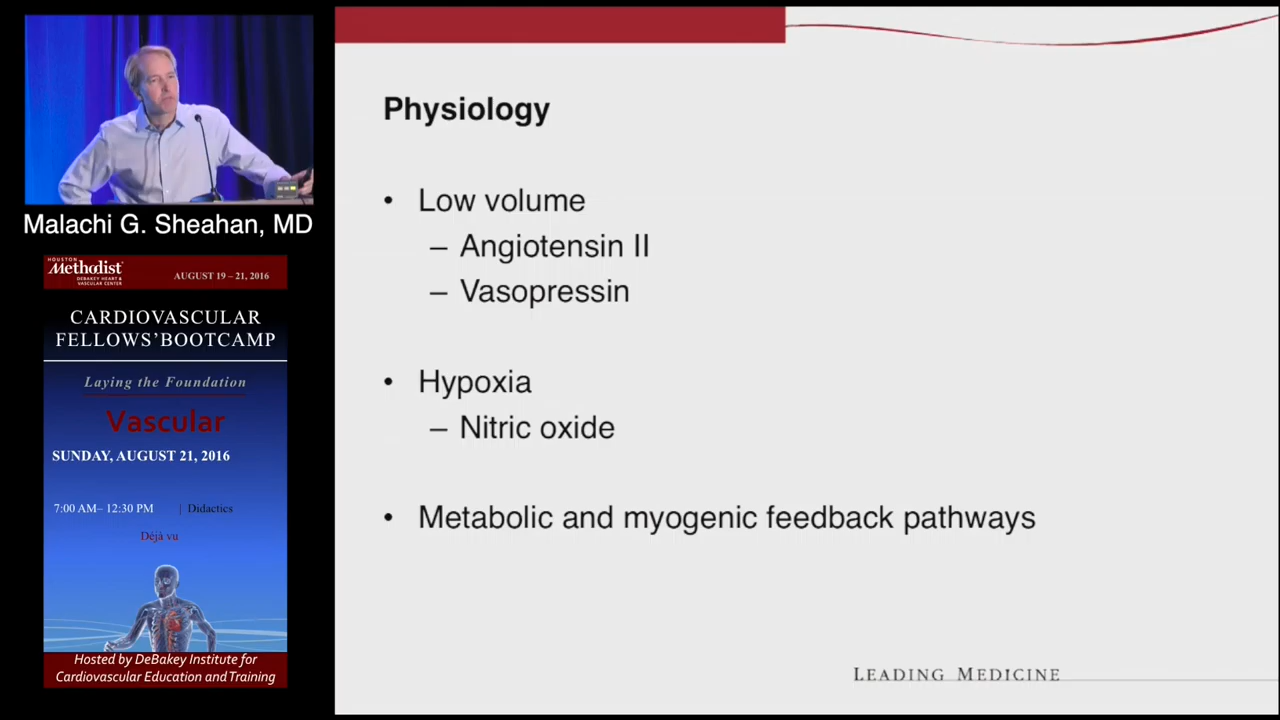 Malachi G. Sheahan, MD
HOUSTON
Methodist
DEBAKEY HEART &
VASCULAR CENTER
AUGUST 19 – 21, 2016
CARDIOVASCULAR
FELLOWS’BOOTCAMP
Laying the Foundation
Vascular
SUNDAY, AUGUST 21, 2016
7:00 AM– 12:30 PM | Didactics
Déjà vu
Hosted by DeBakey Institute for
Cardiovascular Education and Training
Physiology
• Low volume
– Angiotensin II
– Vasopressin
• Hypoxia
– Nitric oxide
• Metabolic and myogenic feedback pathways
LEADING MEDICINE